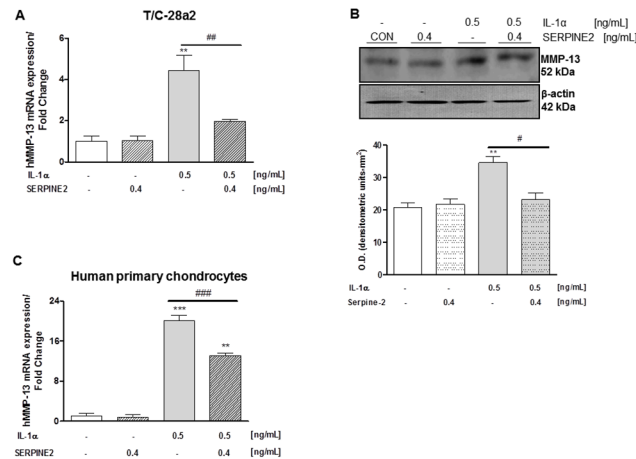 A
T/C-28a2
hMMP-13 mRNA expression/
Fold Change
6
4
2
0
**
##
IL-1α - - 0.5 0.5 [ng/mL]
SERPINE2 - 0.4 - 0.4
B
- - 0.5 0.5 IL-1α [ng/mL]
CON 0.4 - 0.4 SERPINE2 [ng/mL]
MMP-13
52 kDa
β-actin
42 kDa
O.D. (densitometric units-mm²)
40
30
20
10
0
**
#
IL-1α. - - 0.5 0.5 [ng/mL]
Serpine-2 - 0.4 - 0.4 [ng/mL]
C
Human primary chondrocytes
hMMP-13 mRNA expression/
Fold Change
24
16
8
0
***
###
**
IL-1α - - 0.5 0.5 [ng/mL]
SERPINE2 - 0.4 - 0.4 [ng/mL]